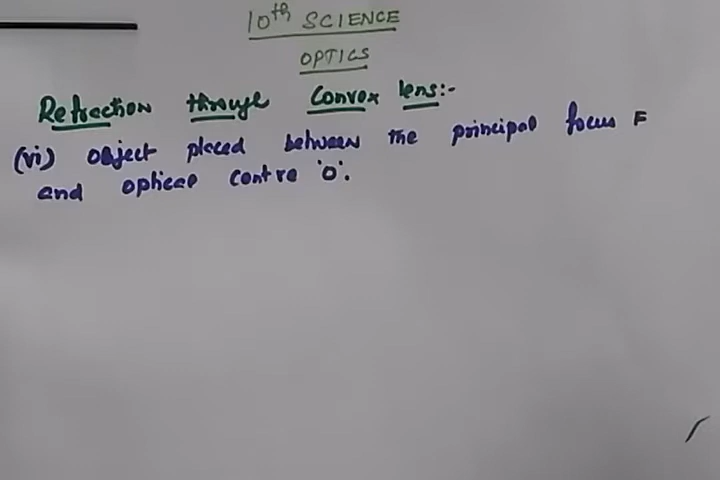 10th SCIENCE
OPTICS
Refraction through Convex lens:-
(vi) object placed between the principal focus F
and optical centre 'O'.